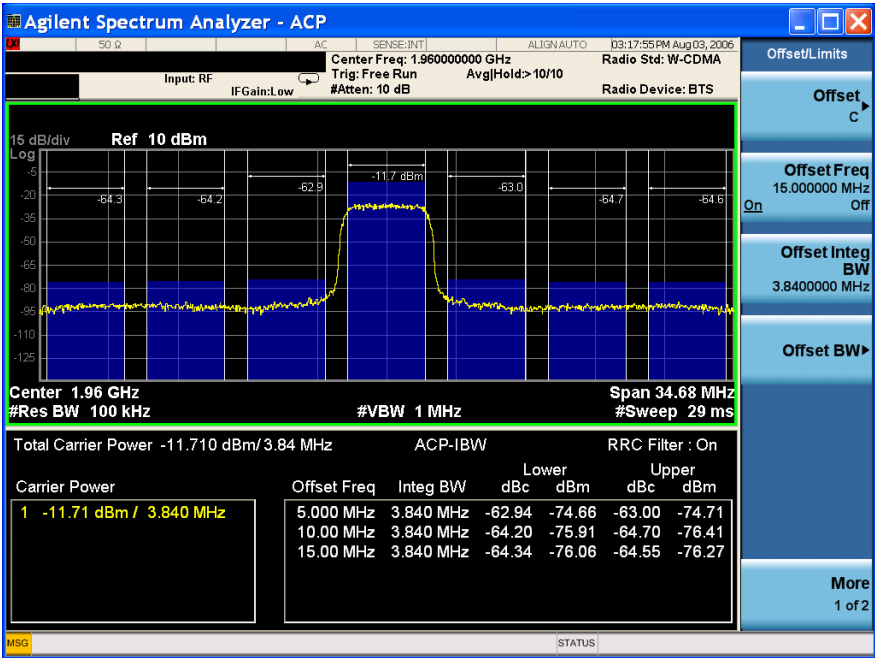 Agilent Spectrum Analyzer - ACP
LXI 50 Ω AC SENSE:INT ALIGN AUTO 03:17:55 PM Aug 03, 2006
Center Freq: 1.960000000 GHz Radio Std: W-CDMA
Input: RF Trig: Free Run Avg|Hold:> 10/10
IFGain:Low #Atten: 10 dB Radio Device: BTS
Offset/Limits
Offset
C
Offset Freq
15.000000 MHz
On Off
Offset Integ
BW
3.8400000 MHz
Offset BW
More
1 of 2
15 dB/div Ref 10 dBm
Log
-5
-20
-35
-50
-65
-80
-95
-110
-125
-64.3 -64.2 -62.9 -11.7 dBm -63.0 -64.7 -64.6
Center 1.96 GHz Span 34.68 MHz
#Res BW 100 kHz #VBW 1 MHz #Sweep 29 ms
Total Carrier Power -11.710 dBm/ 3.84 MHz ACP-IBW RRC Filter : On
Lower Upper
Carrier Power Offset Freq Integ BW dBc dBm dBc dBm
1 -11.71 dBm / 3.840 MHz
5.000 MHz 3.840 MHz -62.94 -74.66 -63.00 -74.71
10.00 MHz 3.840 MHz -64.20 -75.91 -64.70 -76.41
15.00 MHz 3.840 MHz -64.34 -76.06 -64.55 -76.27
MSG STATUS